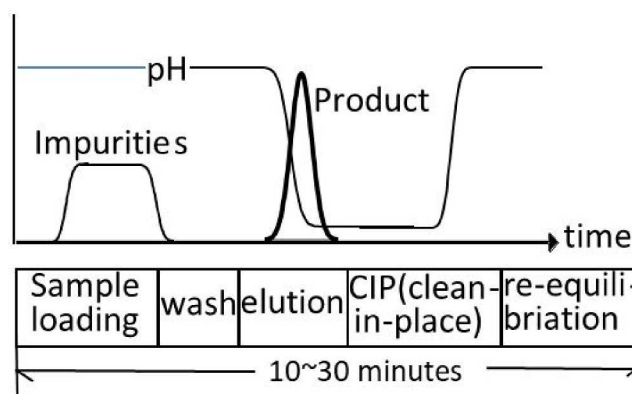 pH
Product
Impurities
time
Sample
loading
wash
elution
CIP(clean-
in-place)
re-equili-
briation
10~30 minutes